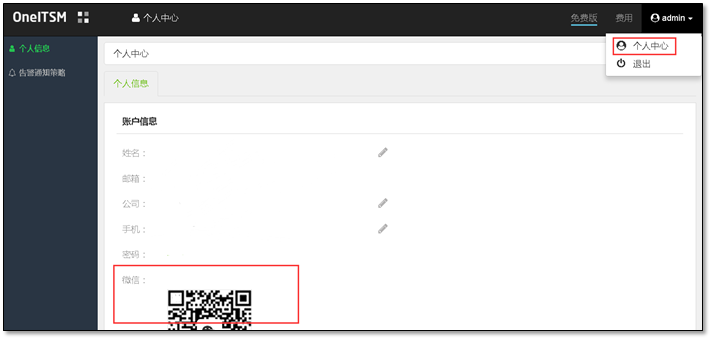 OneITSM 个人中心 免费版 费用 admin
个人信息
告警通知策略
个人中心
个人中心
退出
个人信息
账户信息
姓名：
邮箱：
公司：
手机：
密码：
微信：